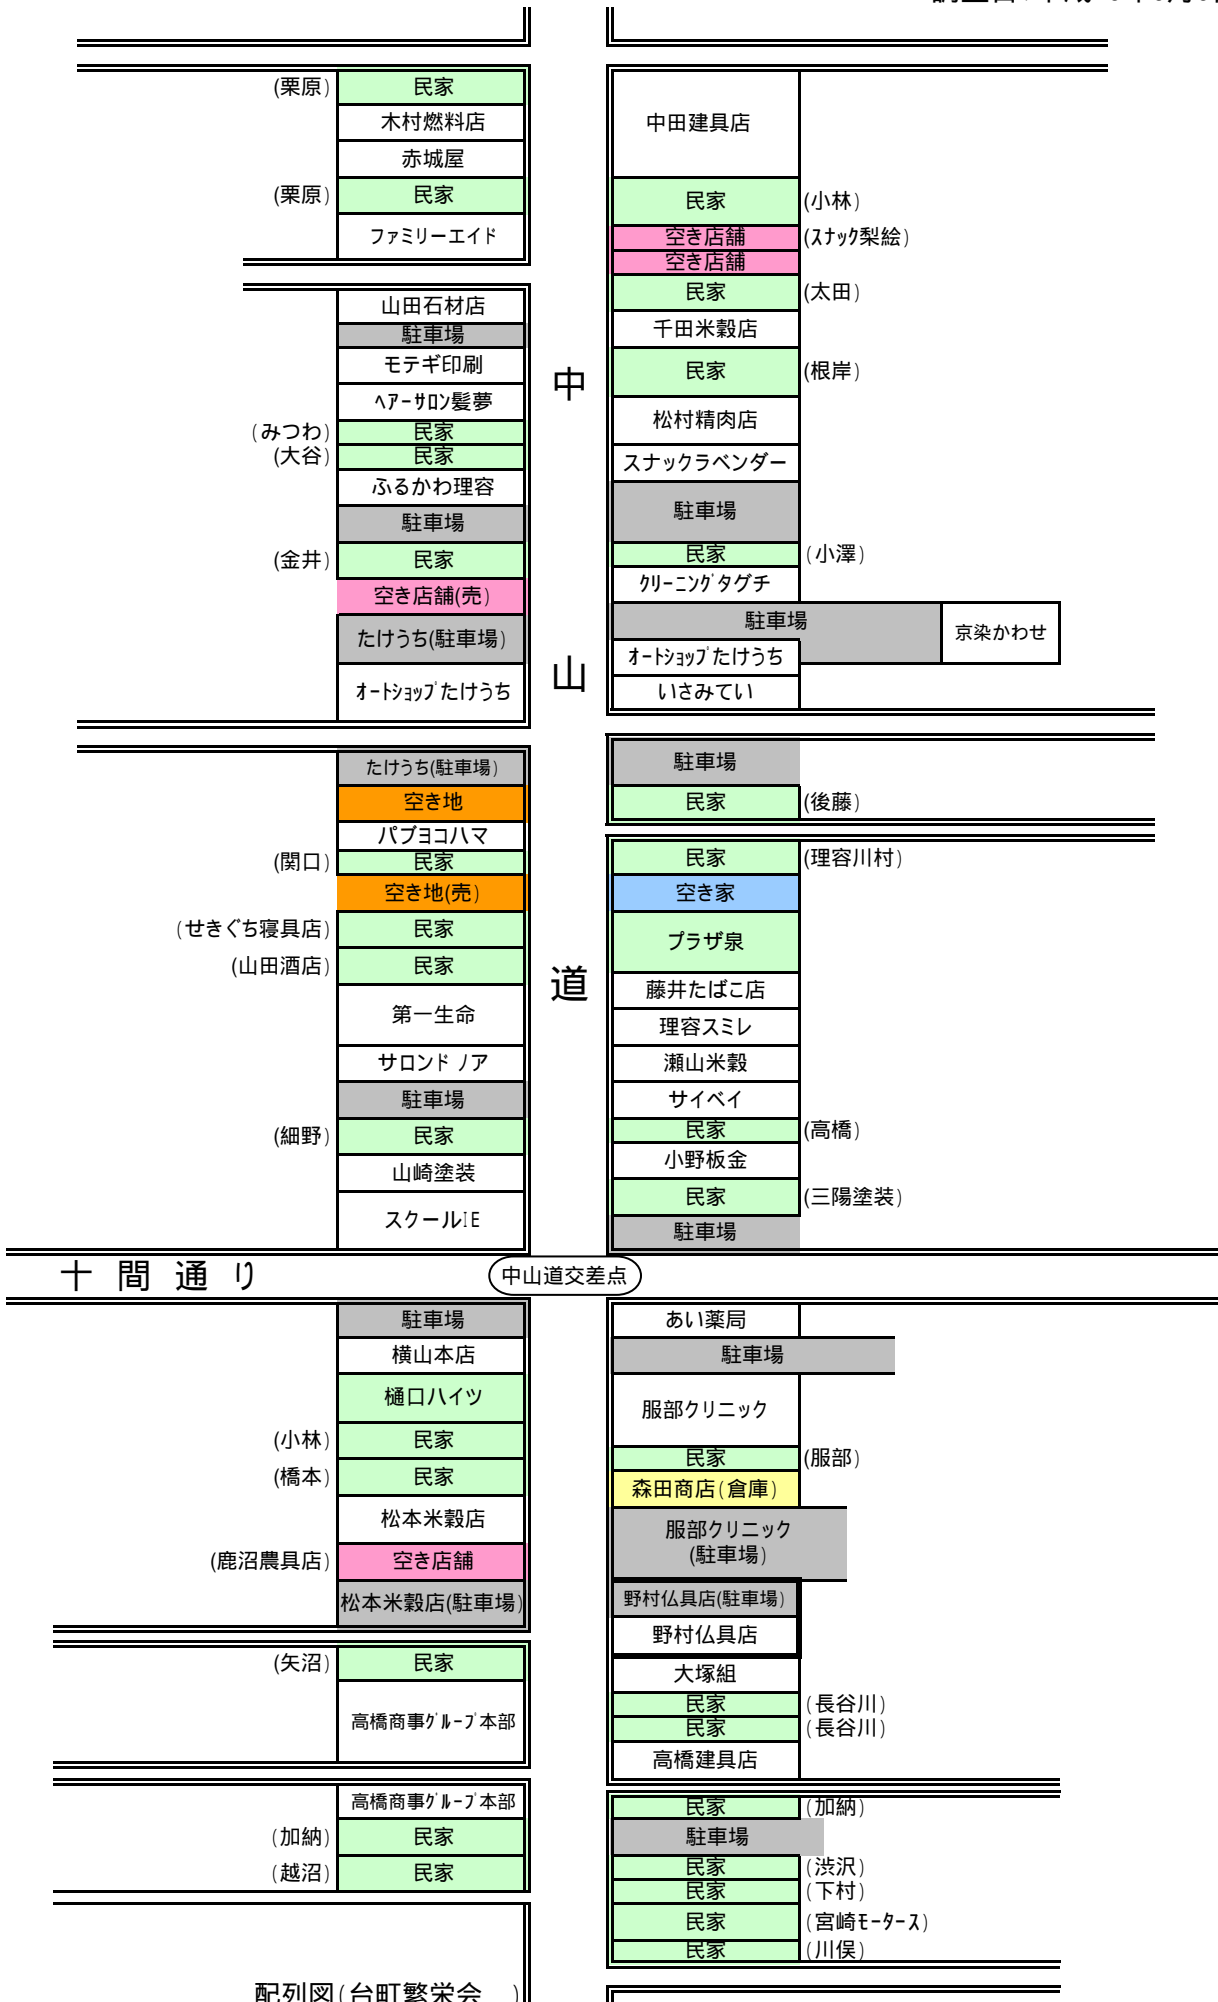 (栗原) 民家
木村燃料店
赤城屋
(栗原) 民家
ファミリーエイド
山田石材店
駐車場
モテギ印刷
ヘアーサロン髪夢
(みつわ) 民家
(大谷) 民家
ふるかわ理容
駐車場
(金井) 民家
空き店舗(売)
たけうち(駐車場)
オートショップたけうち
たけうち(駐車場)
空き地
パブヨコハマ
(関口) 民家
空き地(売)
(せきぐち寝具店) 民家
(山田酒店) 民家
第一生命
サロンド ノア
駐車場
(細野) 民家
山崎塗装
スクールIE
中
山
道
中田建具店
民家 (小林)
空き店舗 (スナック梨絵)
空き店舗
民家 (太田)
千田米穀店
民家 (根岸)
松村精肉店
スナックラベンダー
駐車場
民家 (小澤)
クリーニングタグチ
駐車場 京染かわせ
オートショップたけうち
いさみてい
駐車場
民家 (後藤)
民家 (理容川村)
空き家
プラザ泉
藤井たばこ店
理容スミレ
瀬山米穀
サイベイ
民家 (高橋)
小野板金
民家 (三陽塗装)
駐車場
十間通り
中山道交差点
駐車場
横山本店
樋口ハイツ
(小林) 民家
(橋本) 民家
松本米穀店
(鹿沼農具店) 空き店舗
松本米穀店(駐車場)
(矢沼) 民家
高橋商事グループ本部
高橋商事グループ本部
(加納) 民家
(越沼) 民家
あい薬局
駐車場
服部クリニック
民家 (服部)
森田商店(倉庫)
服部クリニック
(駐車場)
野村仏具店(駐車場)
野村仏具店
大塚組
民家 (長谷川)
民家 (長谷川)
高橋建具店
民家 (加納)
駐車場
民家 (渋沢)
民家 (下村)
民家 (宮崎モータース)
民家 (川俣)
配列図(台町繁栄会 )